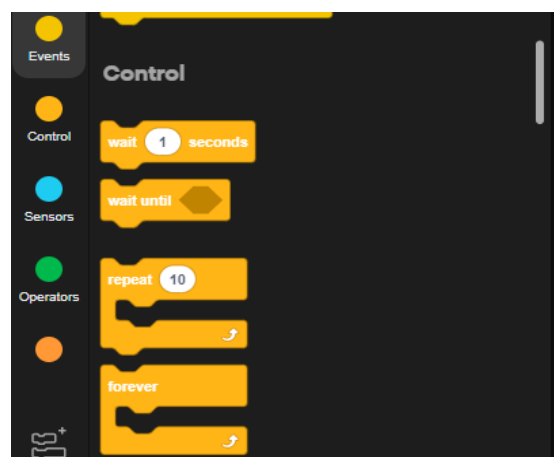 Events
Control
Sensors
Operators
Control
wait 1 seconds
wait until
repeat 10
forever